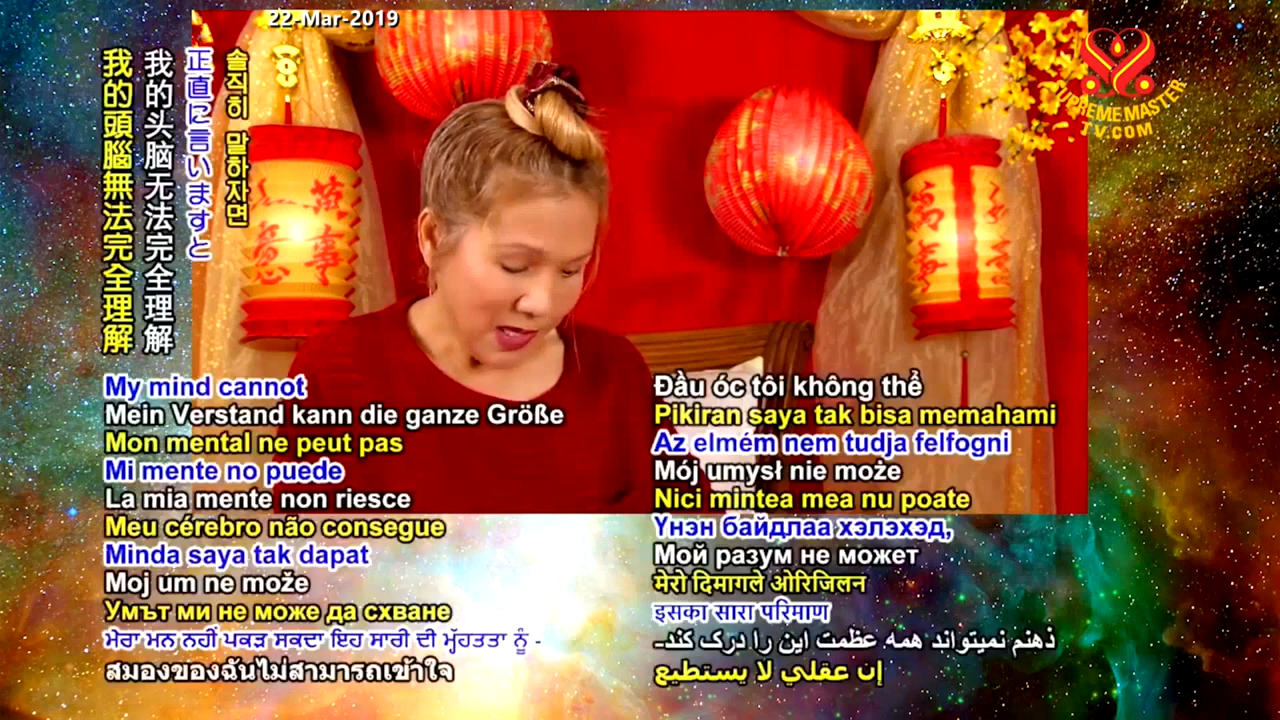 22-Mar-2019
SUPREME MASTER
TV.COM
我的頭腦無法完全理解
我的头脑无法完全理解
正直に言いますと
솔직히 말하자면
萬事
萬事
My mind cannot
Mein Verstand kann die ganze Größe
Mon mental ne peut pas
Mi mente no puede
La mia mente non riesce
Meu cérebro não consegue
Minda saya tak dapat
Moj um ne može
Умът ми не може да схване
ਮੇਰਾ ਮਨ ਨਹੀਂ ਪਕੜ ਸਕਦਾ ਇਹ ਸਾਰੀ ਦੀ ਮ੍ਹੱਹਤਤਾ ਨੂੰ -
สมองของฉันไม่สามารถเข้าใจ
Đầu óc tôi không thể
Pikiran saya tak bisa memahami
Az elmém nem tudja felfogni
Mój umysł nie może
Nici mintea mea nu poate
Үнэн байдлаа хэлэхэд,
Мой разум не может
मेरो दिमागले ओरिजिलन
इसका सारा परिमाण
ذهنم نمیتواند همه عظمت این را درک کند۔
إن عقلي لا يستطيع